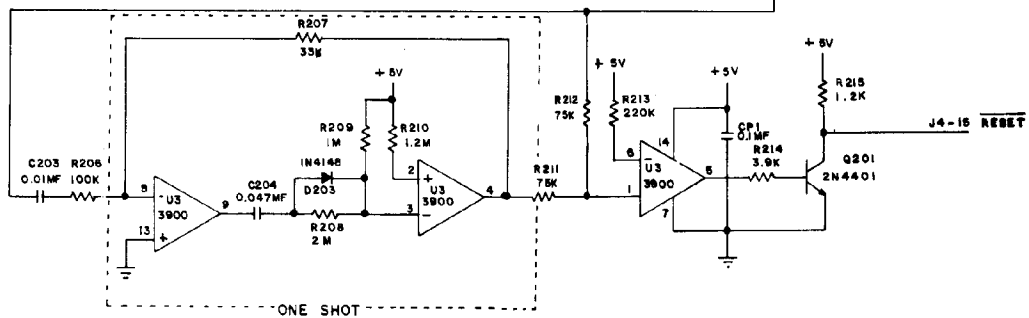 R207
33K
+5V
+5V
+5V
+5V
R215
1.2K
R212
75K
R213
220K
R209
1M
R210
1.2M
CP1
0.1MF
J4-15 RESET
C203
0.01MF
R206
100K
1N4148
D203
R214
3.9K
Q201
2N4401
14
6
-
U3
3900
5
1
7
2
+
U3
3900
4
3
-
R211
75K
8
-
U3
3900
9
13
+
C204
0.047MF
R208
2M
ONE SHOT